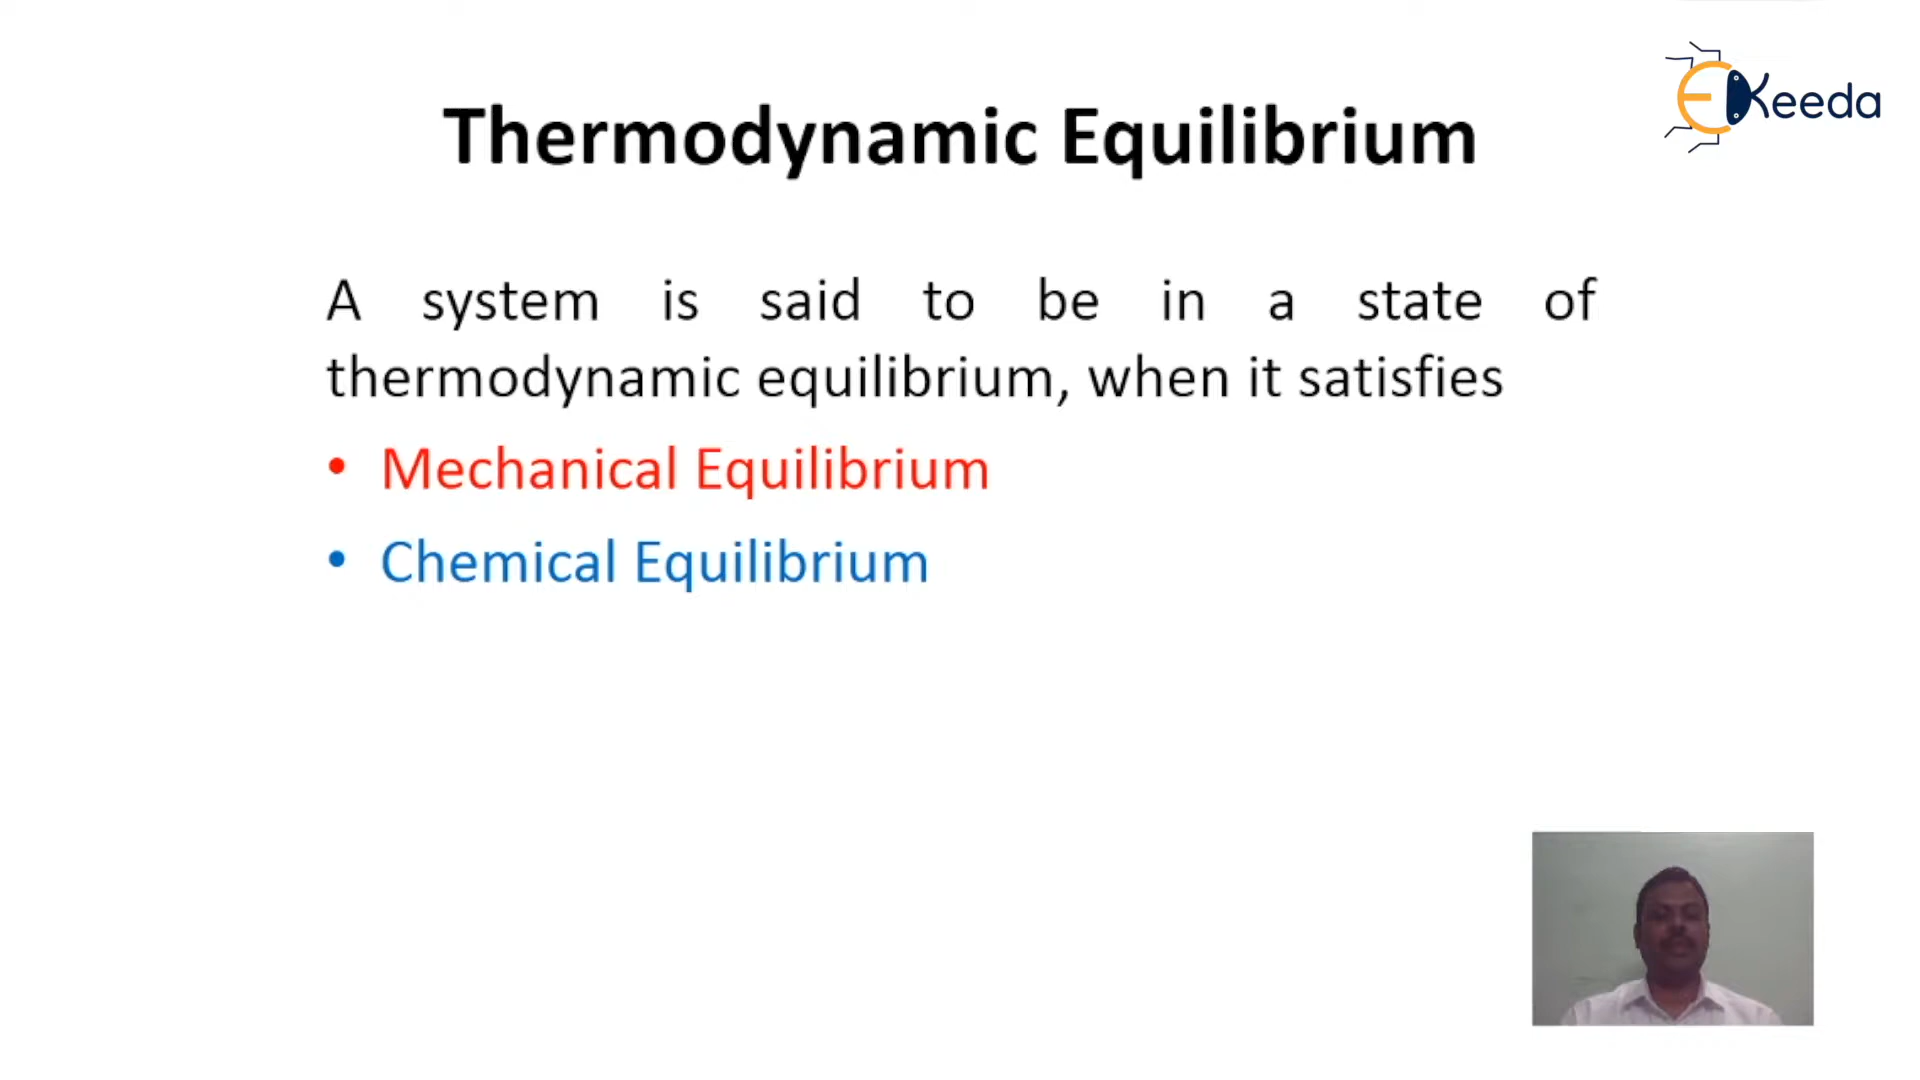 EKeeda
Thermodynamic Equilibrium
A system is said to be in a state of
thermodynamic equilibrium, when it satisfies
• Mechanical Equilibrium
• Chemical Equilibrium